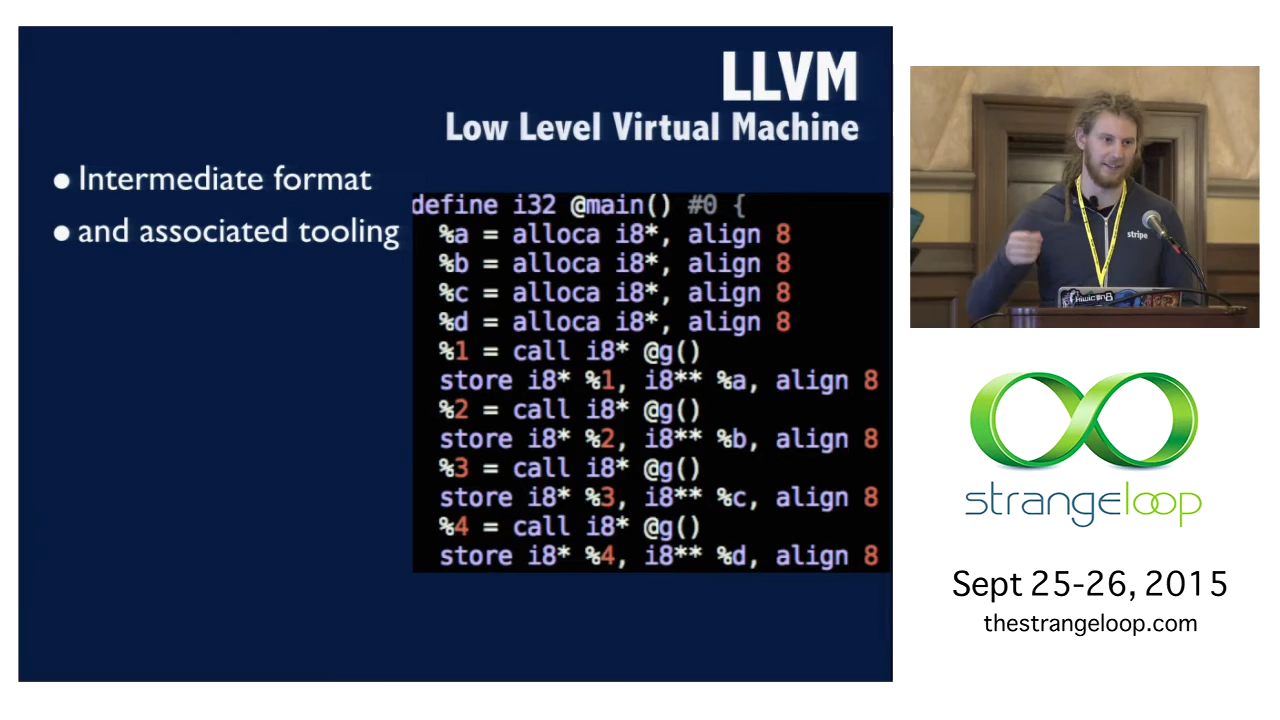 LLVM
Low Level Virtual Machine
● Intermediate format
● and associated tooling
define i32 @main() #0 {
%a = alloca i8*, align 8
%b = alloca i8*, align 8
%c = alloca i8*, align 8
%d = alloca i8*, align 8
%1 = call i8* @g()
store i8* %1, i8** %a, align 8
%2 = call i8* @g()
store i8* %2, i8** %b, align 8
%3 = call i8* @g()
store i8* %3, i8** %c, align 8
%4 = call i8* @g()
store i8* %4, i8** %d, align 8
stripe
strangeloop
Sept 25-26, 2015
thestrangeloop.com